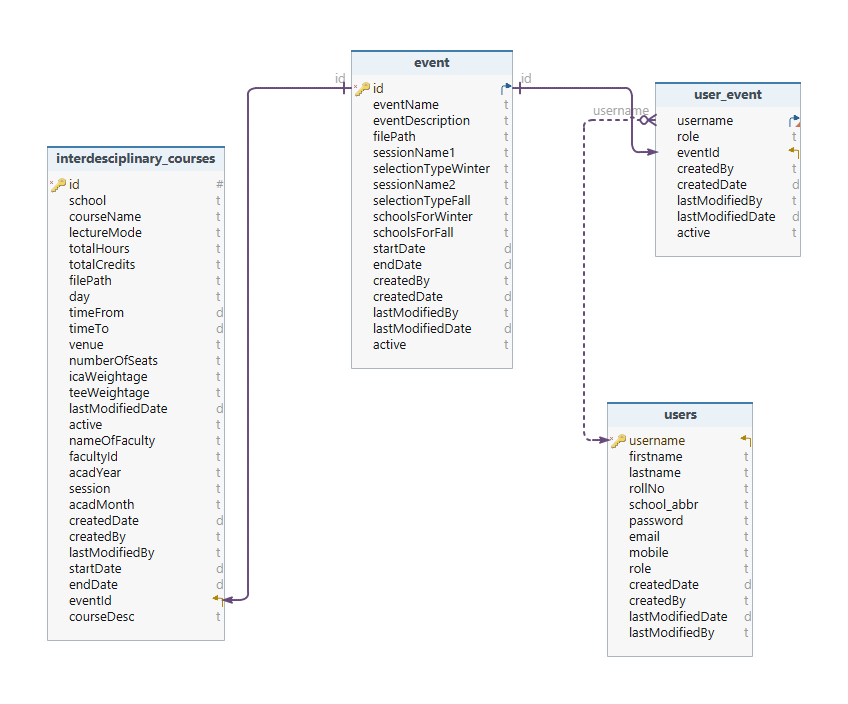 id
event
id
id
eventName t
eventDescription t
filePath t
sessionName1 t
selectionTypeWinter t
sessionName2 t
selectionTypeFall t
schoolsForWinter t
schoolsForFall t
startDate d
endDate d
createdBy t
createdDate d
lastModifiedBy t
lastModifiedDate d
active t
username
user_event
username
role t
eventId
createdBy t
createdDate d
lastModifiedBy t
lastModifiedDate d
active t
interdesciplinary_courses
id #
school t
courseName t
lectureMode t
totalHours t
totalCredits t
filePath t
day t
timeFrom d
timeTo d
venue t
numberOfSeats t
icaWeightage t
teeWeightage t
lastModifiedDate d
active t
nameOfFaculty t
facultyId t
acadYear t
session t
acadMonth t
createdDate d
createdBy t
lastModifiedBy t
startDate d
endDate d
eventId
courseDesc t
users
username
firstname t
lastname t
rollNo t
school_abbr t
password t
email t
mobile t
role t
createdDate d
createdBy t
lastModifiedDate d
lastModifiedBy t